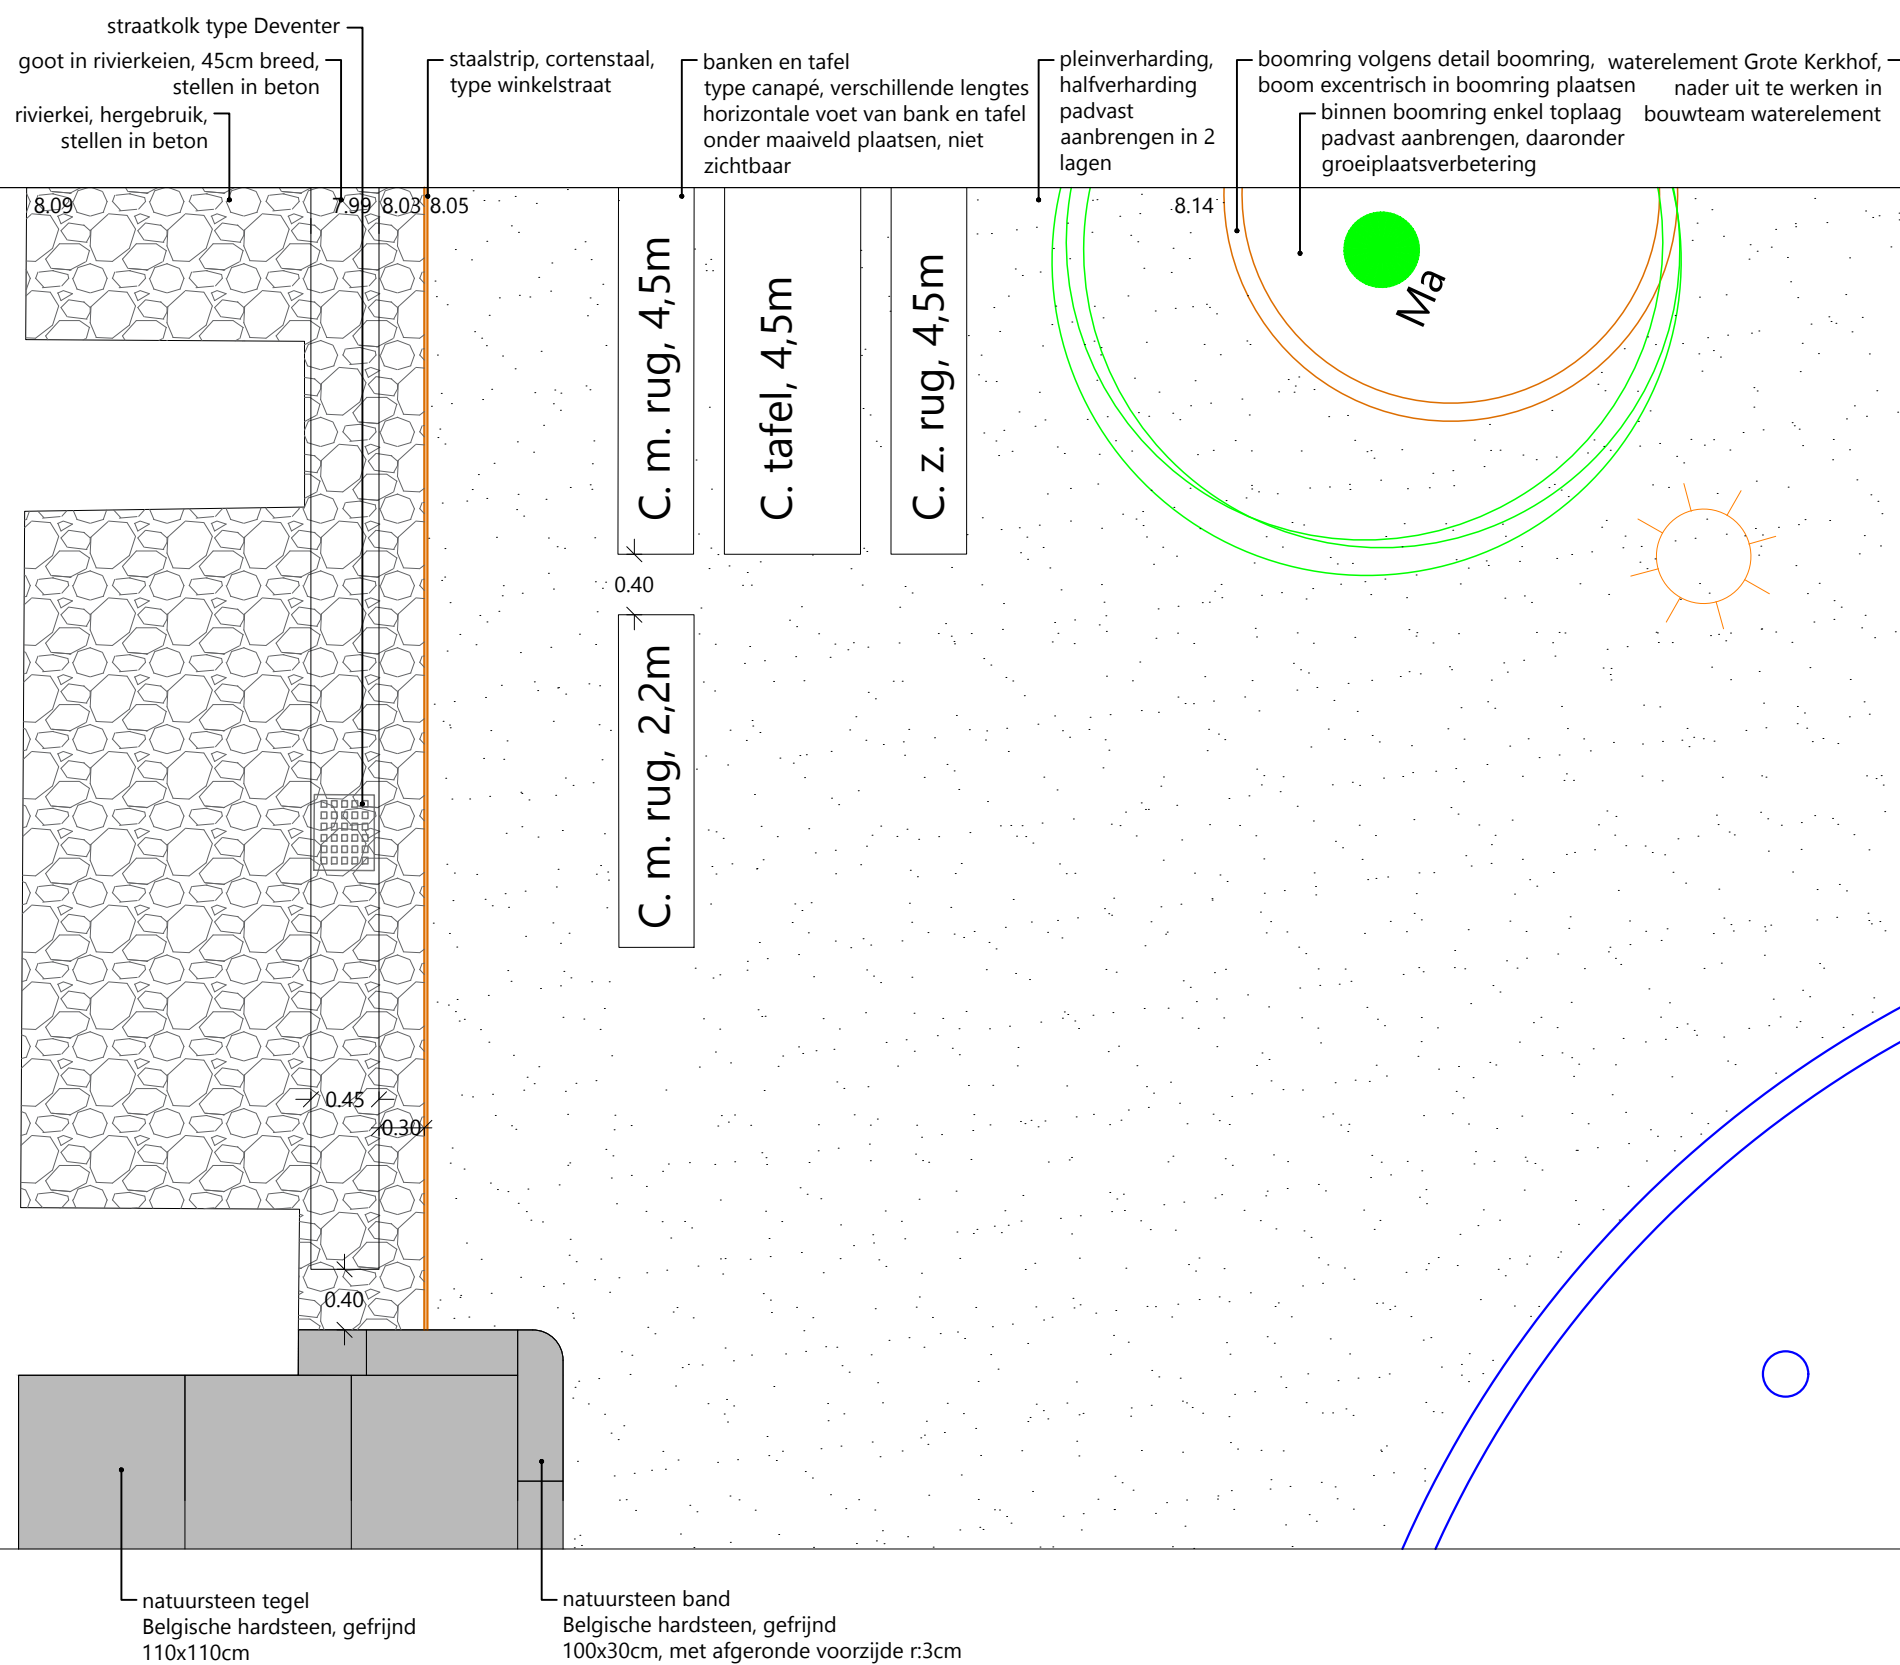 straatkolk type Deventer
goot in rivierkeien, 45cm breed,
stellen in beton
rivierkei, hergebruik,
stellen in beton
staalstrip, cortenstaal,
type winkelstraat
banken en tafel
type canapé, verschillende lengtes
horizontale voet van bank en tafel
onder maaiveld plaatsen, niet
zichtbaar
pleinverharding,
halfverharding
padvast
aanbrengen in 2
lagen
boomring volgens detail boomring,
boom excentrisch in boomring plaatsen
binnen boomring enkel toplaag
padvast aanbrengen, daaronder
groeiplaatsverbetering
waterelement Grote Kerkhof,
nader uit te werken in
bouwteam waterelement
8.09
7.99
8.03
8.05
8.14
C. m. rug, 4,5m
C. tafel, 4,5m
C. z. rug, 4,5m
Ma
0.40
C. m. rug, 2,2m
0.45
0.30
0.40
natuursteen tegel
Belgische hardsteen, gefrijnd
110x110cm
natuursteen band
Belgische hardsteen, gefrijnd
100x30cm, met afgeronde voorzijde r:3cm